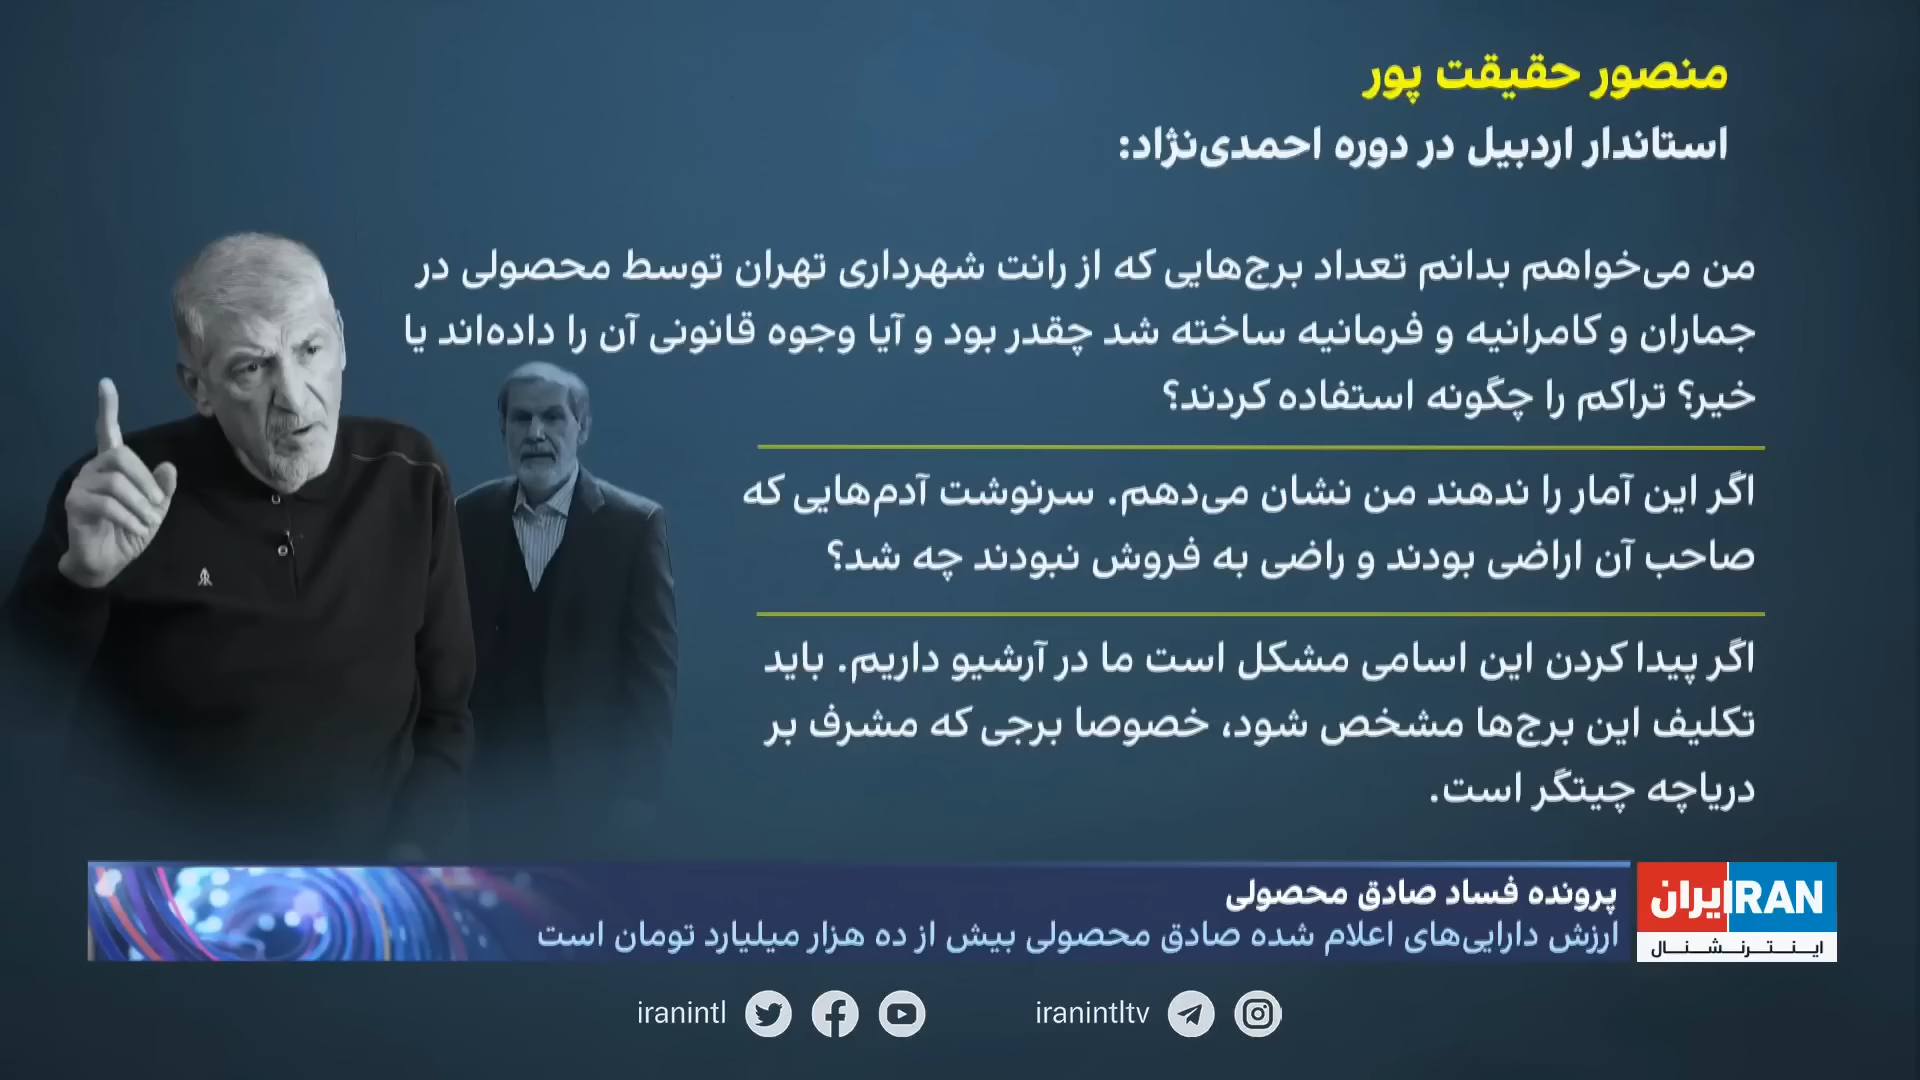 منصور حقیقت پور
استاندار اردبیل در دوره احمدی‌نژاد:
من می‌خواهم بدانم تعداد برج‌هایی که از رانت شهرداری تهران توسط محصولی در
جماران و کامرانیه و فرمانیه ساخته شد چقدر بود و آیا وجوه قانونی آن را داده‌اند یا
خیر؟ تراکم را چگونه استفاده کردند؟
اگر این آمار را ندهند من نشان می‌دهم. سرنوشت آدم‌هایی که
صاحب آن اراضی بودند و راضی به فروش نبودند چه شد؟
اگر پیدا کردن این اسامی مشکل است ما در آرشیو داریم. باید
تکلیف این برج‌ها مشخص شود، خصوصا برجی که مشرف بر
دریاچه چیتگر است.
پرونده فساد صادق محصولی
ارزش دارایی‌های اعلام شده صادق محصولی بیش از ده هزار میلیارد تومان است
ایران IRAN
اینترنشنال
iranintl
iranintltv